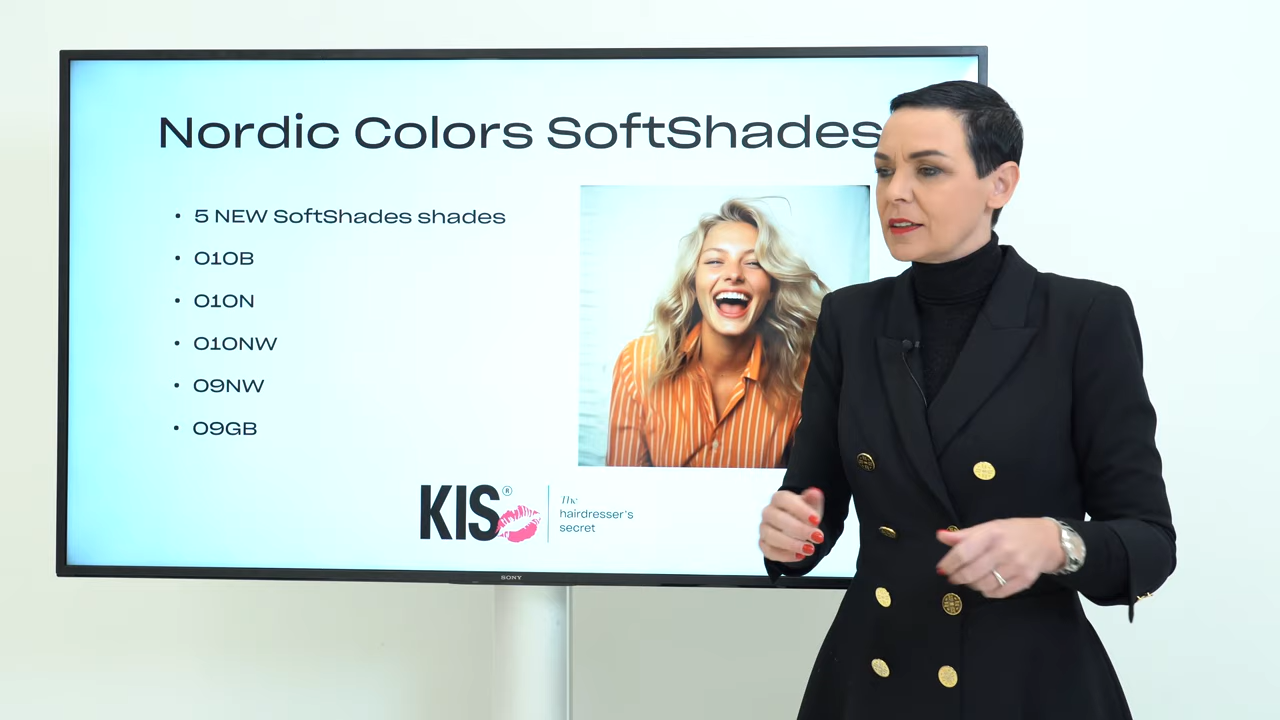 Nordic Colors SoftShades
• 5 NEW SoftShades shades
• 010B
• 010N
• 010NW
• 09NW
• 09GB
KIS®
The
hairdresser's
secret
SONY